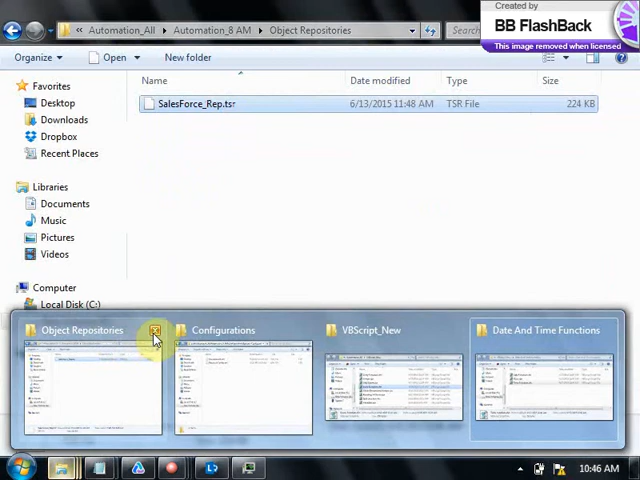 Created by
BB FlashBack
This image removed when licensed
Automation_All
Automation_8 AM
Object Repositories
Organize
Open
New folder
Name
Date modified
Type
Size
SalesForce_Rep.tsr
6/13/2015 11:48 AM
TSR File
224 KB
Favorites
Desktop
Downloads
Dropbox
Recent Places
Libraries
Documents
Music
Pictures
Videos
Computer
Local Disk (C:)
Object Repositories
Configurations
VBScript_New
Date And Time Functions
10:46 AM